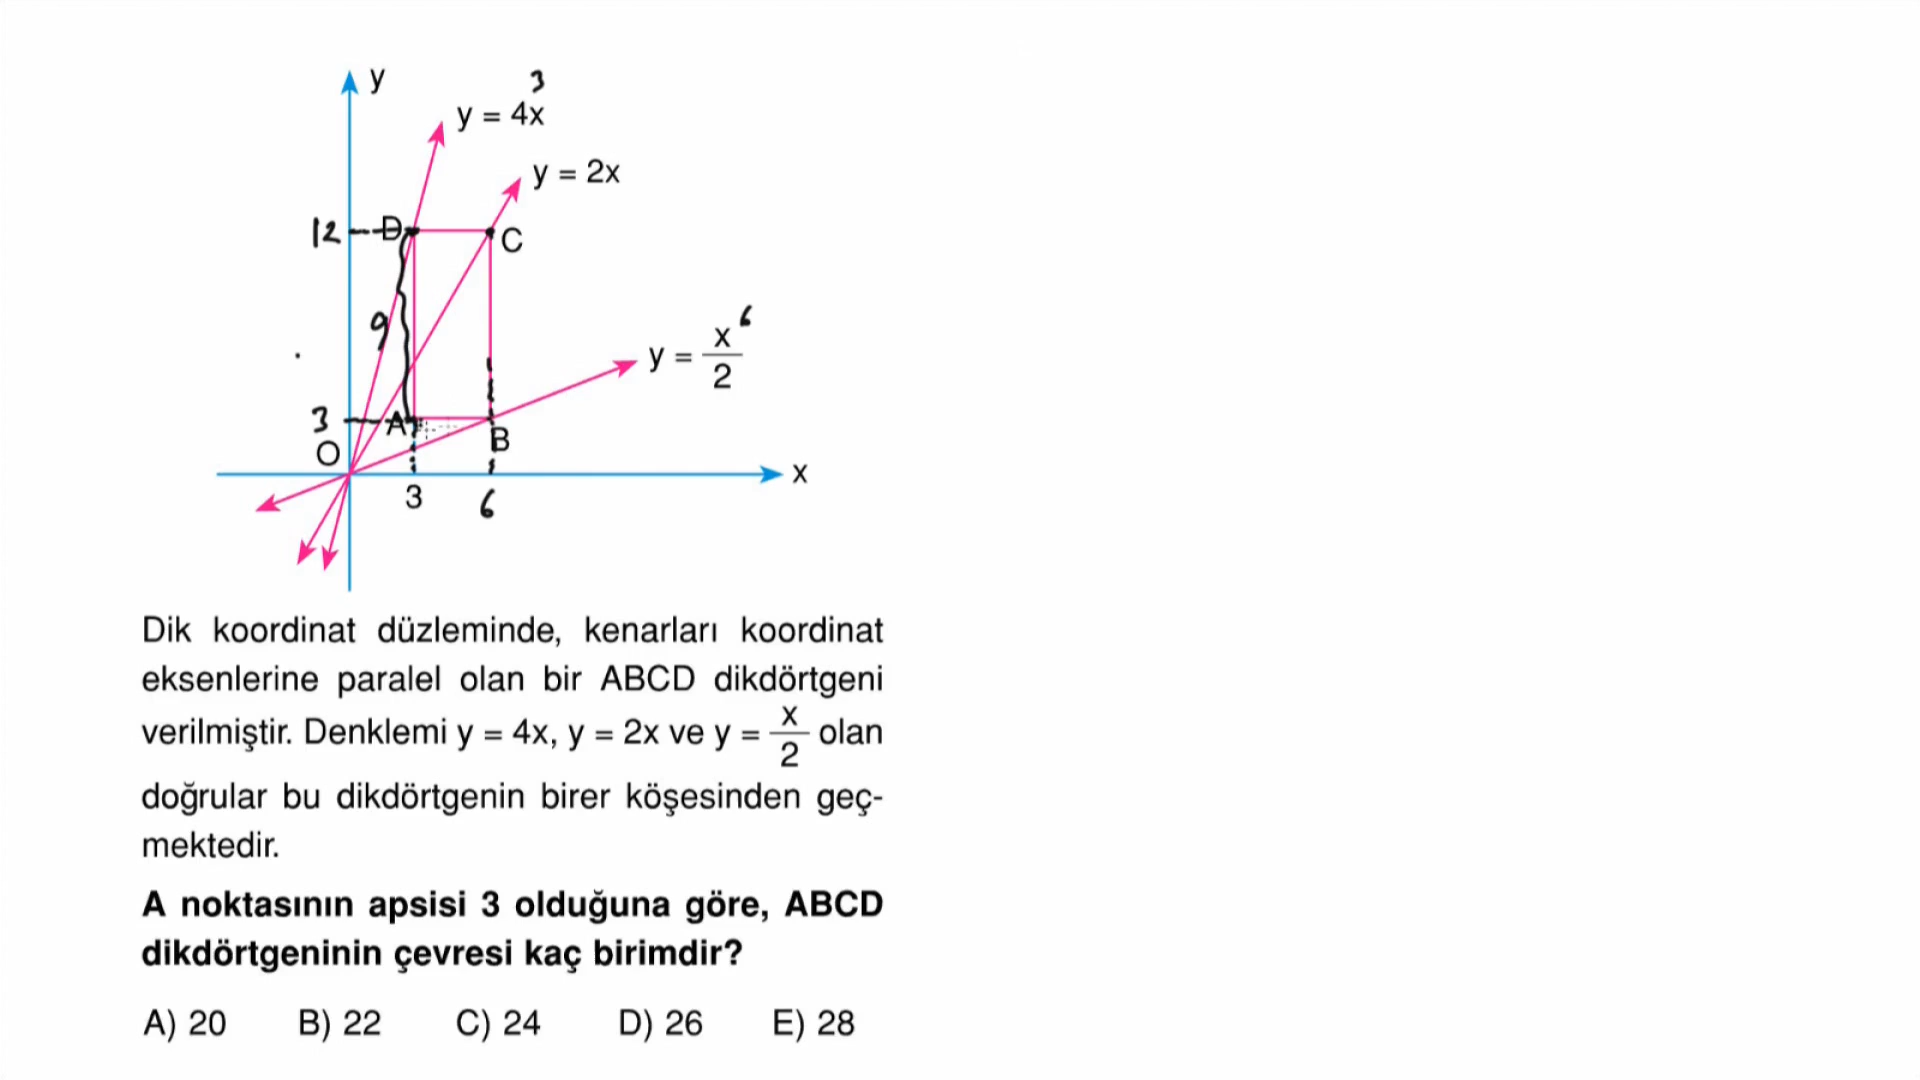 y
3
y = 4x
y = 2x
12 D C
6
9 y = x/2
3 A
B
O
x
3 6
Dik koordinat düzleminde, kenarları koordinat
eksenlerine paralel olan bir ABCD dikdörtgeni
verilmiştir. Denklemi y = 4x, y = 2x ve y = x/2 olan
doğrular bu dikdörtgenin birer köşesinden geç-
mektedir.
A noktasının apsisi 3 olduğuna göre, ABCD
dikdörtgeninin çevresi kaç birimdir?
A) 20 B) 22 C) 24 D) 26 E) 28